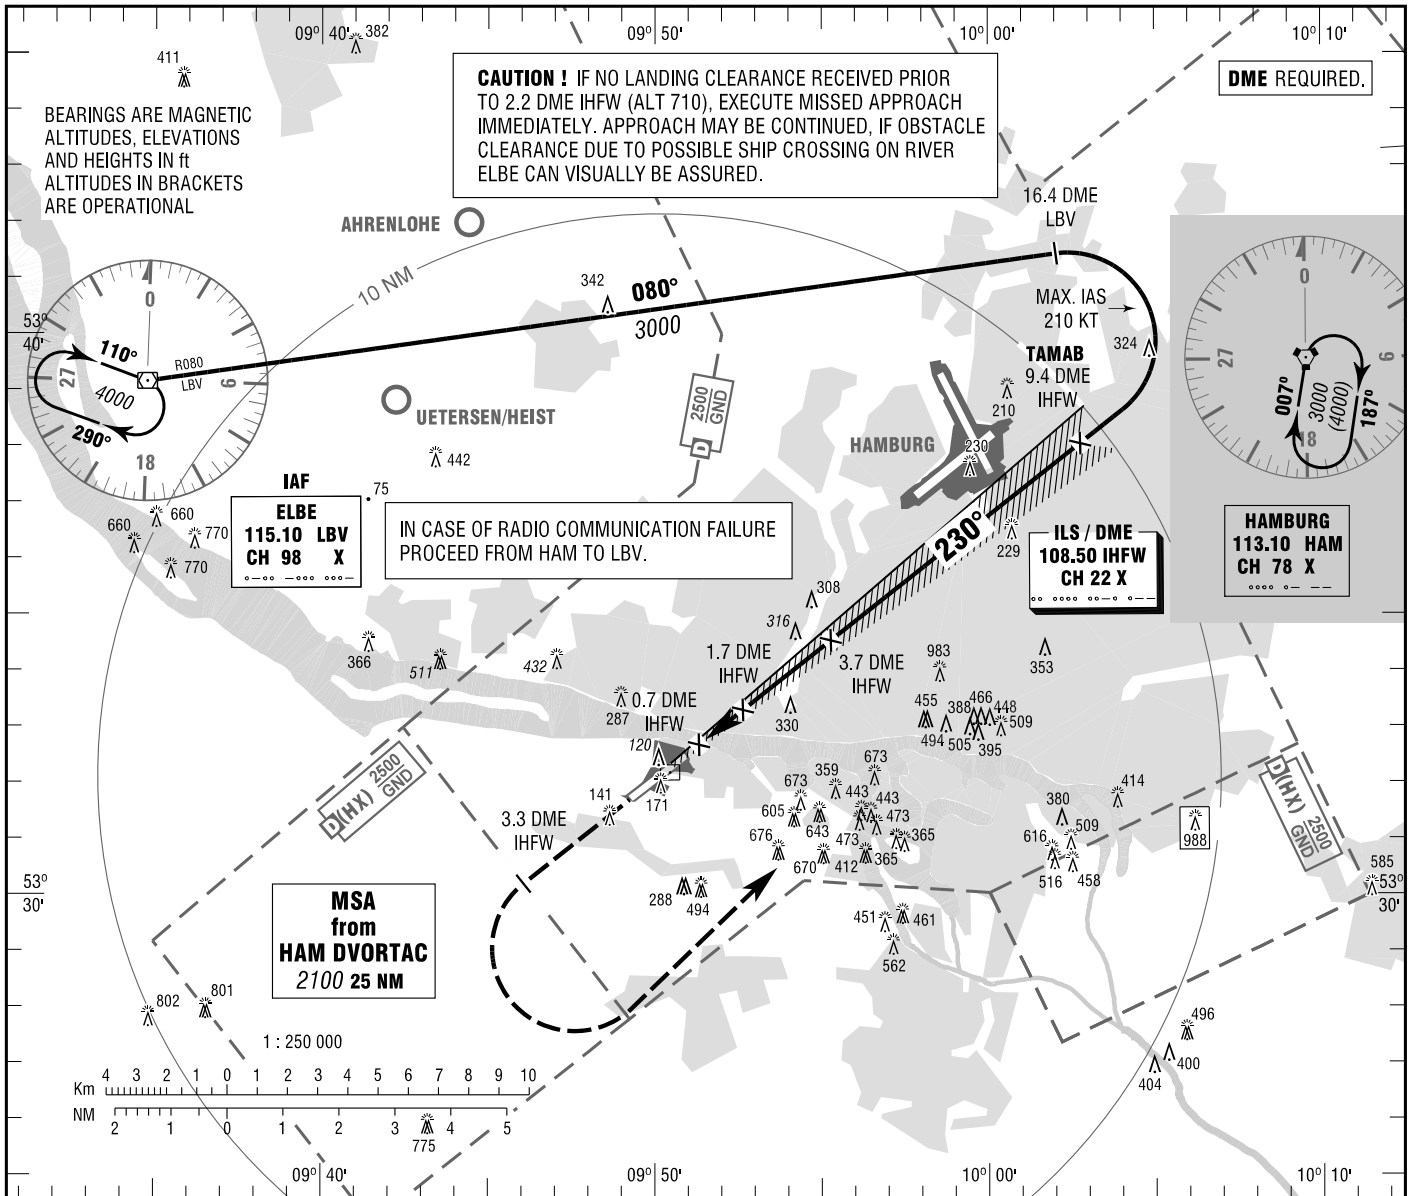 09° 40'
09° 50'
10° 00'
10° 10'
382
411
CAUTION ! IF NO LANDING CLEARANCE RECEIVED PRIOR
TO 2.2 DME IHFW (ALT 710), EXECUTE MISSED APPROACH
IMMEDIATELY. APPROACH MAY BE CONTINUED, IF OBSTACLE
CLEARANCE DUE TO POSSIBLE SHIP CROSSING ON RIVER
ELBE CAN VISUALLY BE ASSURED.
DME REQUIRED.
BEARINGS ARE MAGNETIC
ALTITUDES, ELEVATIONS
AND HEIGHTS IN ft
ALTITUDES IN BRACKETS
ARE OPERATIONAL
16.4 DME
LBV
AHRENLOHE
10 NM
342
080°
3000
MAX. IAS
210 KT
324
0
6
18
27
110°
4000
290°
R080
LBV
53°
40'
TAMAB
9.4 DME
IHFW
0
6
18
27
007°
3000
(4000)
187°
UETERSEN/HEIST
2500
GND
D
210
HAMBURG
230
442
IAF
75
ELBE
115.10 LBV
CH 98 X
660
660
770
770
IN CASE OF RADIO COMMUNICATION FAILURE
PROCEED FROM HAM TO LBV.
230°
229
ILS / DME
108.50 IHFW
CH 22 X
HAMBURG
113.10 HAM
CH 78 X
308
316
366
511
432
1.7 DME
IHFW
3.7 DME
IHFW
983
353
287
0.7 DME
IHFW
330
455
388
466
448
509
494
505
395
120
D(HX) 2500
GND
673
359
673
414
D(HX) 2500
GND
141
171
605
443
443
380
509
988
3.3 DME
IHFW
676
643
473
473
365
616
670
412
365
516
458
585
53°
30'
288
494
451
461
562
MSA
from
HAM DVORTAC
2100 25 NM
802
801
496
400
404
1 : 250 000
Km
4 3 2 1 0 1 2 3 4 5 6 7 8 9 10
NM
2 1 0 1 2 3 4 5
775
09° 40'
09° 50'
10° 00'
10° 10'